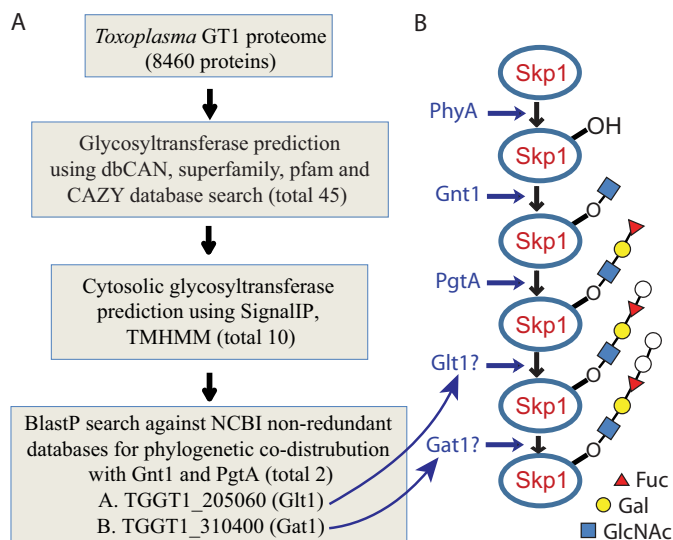 A
Toxoplasma GT1 proteome
(8460 proteins)
Glycosyltransferase prediction
using dbCAN, superfamily, pfam and
CAZY database search (total 45)
Cytosolic glycosyltransferase
prediction using SignalIP,
TMHMM (total 10)
BlastP search against NCBI non-redundant
databases for phylogenetic co-distrubution
with Gnt1 and PgtA (total 2)
A. TGGT1_205060 (Glt1)
B. TGGT1_310400 (Gat1)
B
Skp1
PhyA
OH
Skp1
Gnt1
O
Skp1
PgtA
O
Skp1
Glt1?
O
Skp1
Gat1?
O
Skp1
Fuc
Gal
GlcNAc